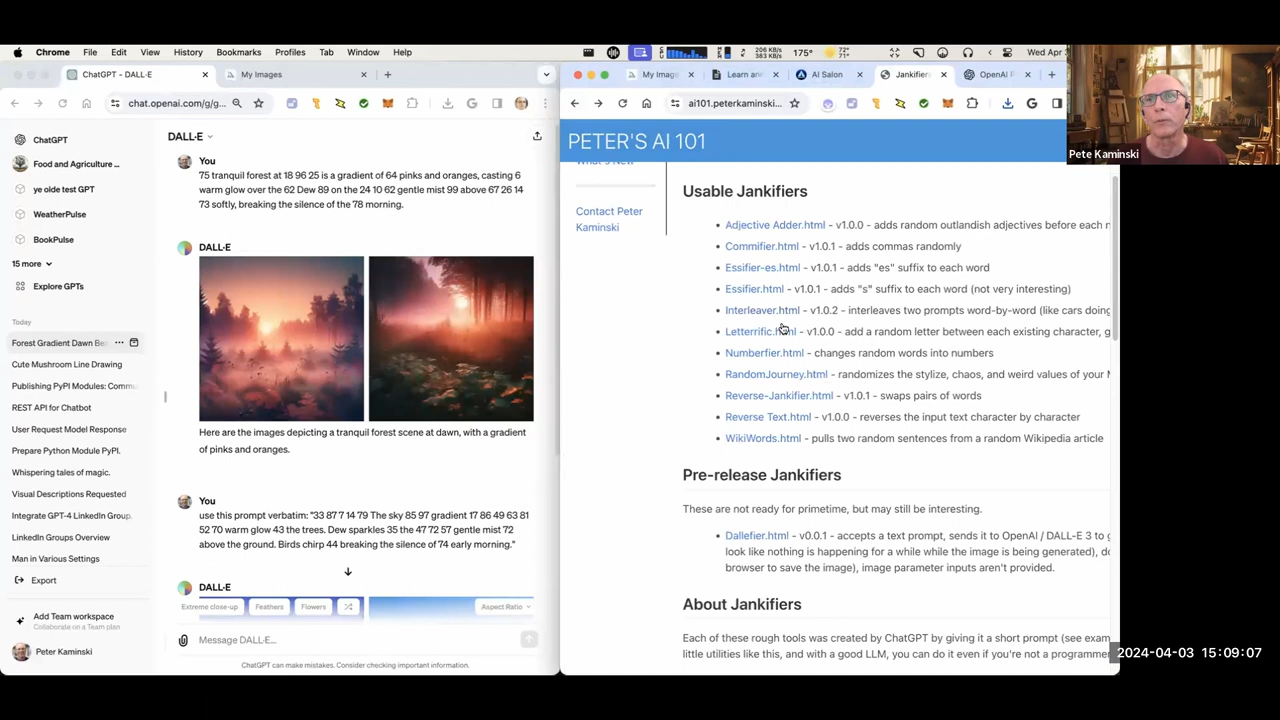 Chrome File Edit View History Bookmarks Profiles Tab Window Help
206 KB/s
383 KB/s
175°
72°
71°
Wed Apr 3
ChatGPT - DALL·E
My Images
chat.openai.com/g/g...
My Imag
Learn an
AI Salon
Jankifiers
OpenAI P
ai101.peterkaminski...
Pete Kaminski
ChatGPT
Food and Agriculture ...
ye olde test GPT
WeatherPulse
BookPulse
15 more
Explore GPTs
Today
Forest Gradient Dawn Bea
Cute Mushroom Line Drawing
Publishing PyPI Modules: Commu
REST API for Chatbot
User Request Model Response
Prepare Python Module PyPI.
Whispering tales of magic.
Visual Descriptions Requested
Integrate GPT-4 LinkedIn Group.
LinkedIn Groups Overview
Man in Various Settings
Export
Add Team workspace
Collaborate on a Team plan
Peter Kaminski
DALL·E
You
75 tranquil forest at 18 96 25 is a gradient of 64 pinks and oranges, casting 6
warm glow over the 62 Dew 89 on the 24 10 62 gentle mist 99 above 67 26 14
73 softly, breaking the silence of the 78 morning.
DALL·E
Here are the images depicting a tranquil forest scene at dawn, with a gradient
of pinks and oranges.
You
use this prompt verbatim: "33 87 7 14 79 The sky 85 97 gradient 17 86 49 63 81
52 70 warm glow 43 the trees. Dew sparkles 35 the 47 72 57 gentle mist 72
above the ground. Birds chirp 44 breaking the silence of 74 early morning."
DALL·E
Extreme close-up
Feathers
Flowers
Aspect Ratio
Message DALL·E...
ChatGPT can make mistakes. Consider checking important information.
PETER'S AI 101
What's New
Contact Peter
Kaminski
Usable Jankifiers
Adjective Adder.html - v1.0.0 - adds random outlandish adjectives before each n
Commifier.html - v1.0.1 - adds commas randomly
Essifier-es.html - v1.0.1 - adds "es" suffix to each word
Essifier.html - v1.0.1 - adds "s" suffix to each word (not very interesting)
Interleaver.html - v1.0.2 - interleaves two prompts word-by-word (like cars doing
Letterrific.html - v1.0.0 - add a random letter between each existing character, g
Numberfier.html - changes random words into numbers
RandomJourney.html - randomizes the stylize, chaos, and weird values of your M
Reverse-Jankifier.html - v1.0.1 - swaps pairs of words
Reverse Text.html - v1.0.0 - reverses the input text character by character
WikiWords.html - pulls two random sentences from a random Wikipedia article
Pre-release Jankifiers
These are not ready for primetime, but may still be interesting.
Dallefier.html - v0.0.1 - accepts a text prompt, sends it to OpenAI / DALL-E 3 to g
look like nothing is happening for a while while the image is being generated), do
browser to save the image), image parameter inputs aren't provided.
About Jankifiers
Each of these rough tools was created by ChatGPT by giving it a short prompt (see exam
little utilities like this, and with a good LLM, you can do it even if you're not a programme
2024-04-03 15:09:07